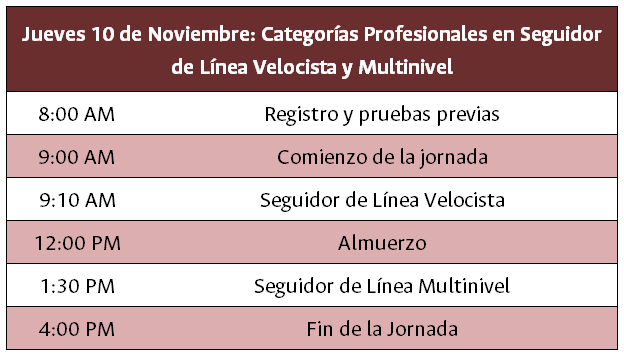 Jueves 10 de Noviembre: Categorías Profesionales en Seguidor
de Línea Velocista y Multinivel
8:00 AM Registro y pruebas previas
9:00 AM Comienzo de la jornada
9:10 AM Seguidor de Línea Velocista
12:00 PM Almuerzo
1:30 PM Seguidor de Línea Multinivel
4:00 PM Fin de la Jornada